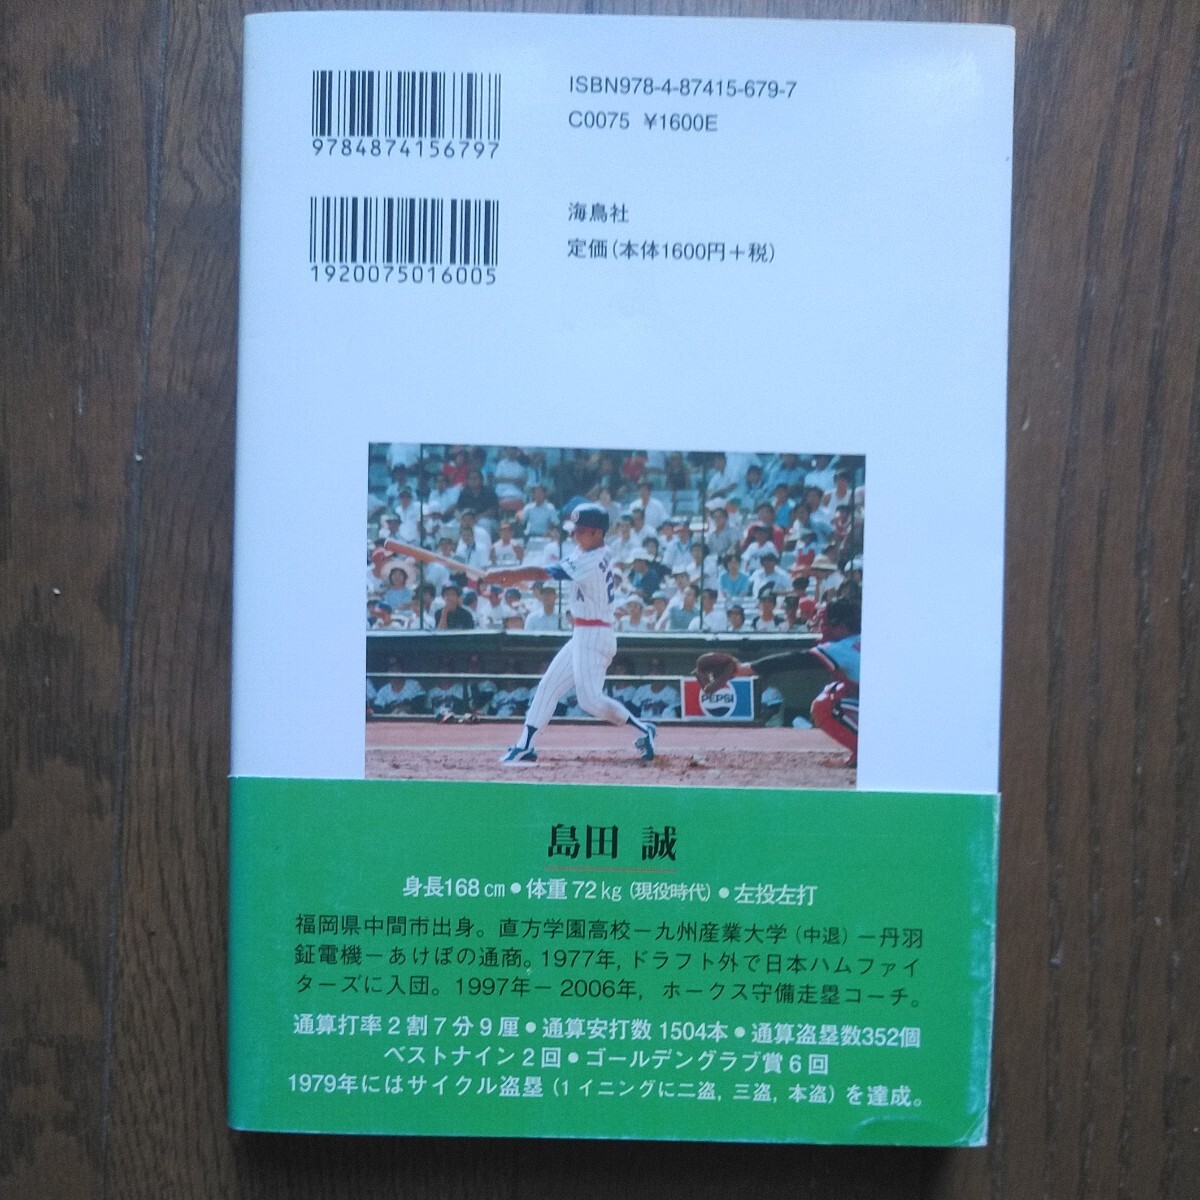 ISBN978-4-87415-679-7
C0075 ¥1600E
9784874156797
海鳥社
定価(本体1600円+税)
1920075016005
PEPSI
島田 誠
身長168cm●体重72kg(現役時代)●左投左打
福岡県中間市出身。直方学園高校ー九州産業大学(中退)ー丹羽
鉦電機ーあけぼの通商。1977年,ドラフト外で日本ハムファイ
ターズに入団。1997年ー2006年,ホークス守備走塁コーチ。
通算打率2割7分9厘●通算安打数1504本●通算盗塁数352個
ベストナイン2回●ゴールデングラブ賞6回
1979年にはサイクル盗塁(1イニングに二盗,三盗,本盗)を達成。